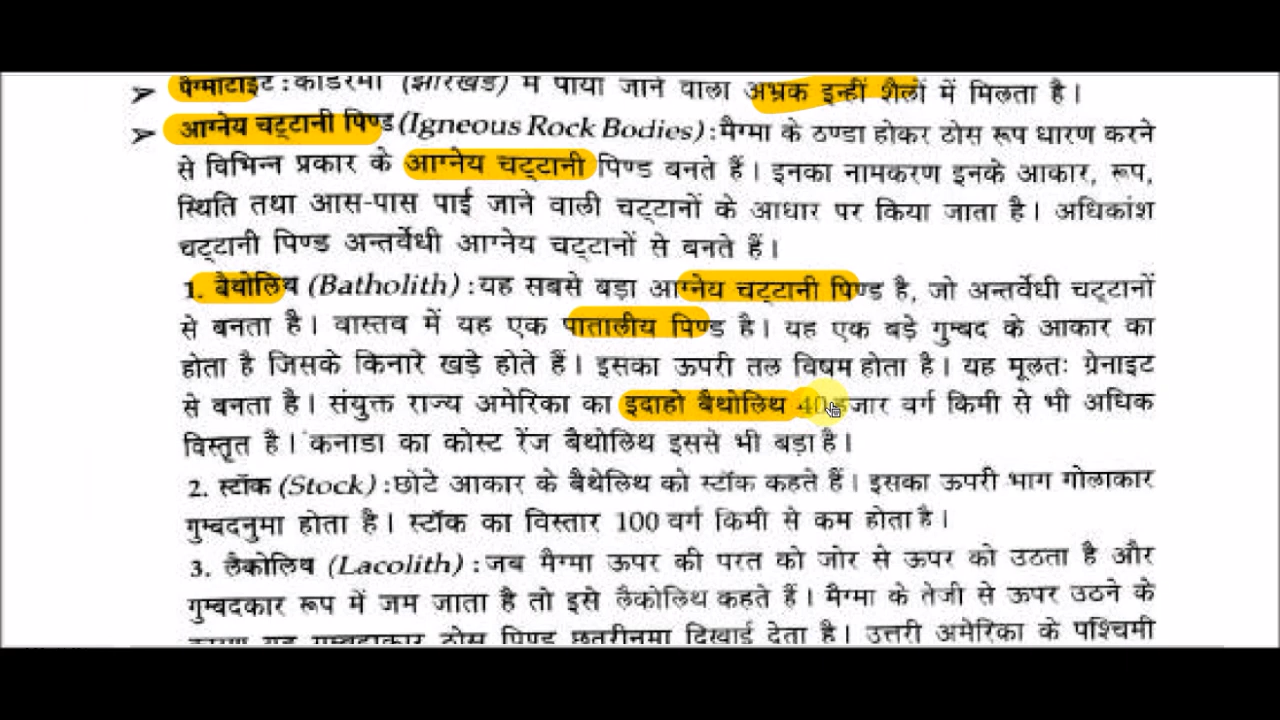 ➤ पैग्माटाइट : कोडरमा (झारखंड) में पाया जाने वाला अभ्रक इन्हीं शैलों में मिलता है।
➤ आग्नेय चट्टानी पिण्ड (Igneous Rock Bodies) : मैग्मा के ठण्डा होकर ठोस रूप धारण करने
से विभिन्न प्रकार के आग्नेय चट्टानी पिण्ड बनते हैं। इनका नामकरण इनके आकार, रूप,
स्थिति तथा आस-पास पाई जाने वाली चट्टानों के आधार पर किया जाता है। अधिकांश
चट्टानी पिण्ड अन्तर्वेधी आग्नेय चट्टानों से बनते हैं।
1. बैथोलिथ (Batholith) : यह सबसे बड़ा आग्नेय चट्टानी पिण्ड है, जो अन्तर्वेधी चट्टानों
से बनता है। वास्तव में यह एक पातालीय पिण्ड है। यह एक बड़े गुम्बद के आकार का
होता है जिसके किनारे खड़े होते हैं। इसका ऊपरी तल विषम होता है। यह मूलतः ग्रेनाइट
से बनता है। संयुक्त राज्य अमेरिका का इदाहो बैथोलिथ 40 हजार वर्ग किमी से भी अधिक
विस्तृत है। कनाडा का कोस्ट रेंज बैथोलिथ इससे भी बड़ा है।
2. स्टॉक (Stock) : छोटे आकार के बैथेलिथ को स्टॉक कहते हैं। इसका ऊपरी भाग गोलाकार
गुम्बदनुमा होता है। स्टॉक का विस्तार 100 वर्ग किमी से कम होता है।
3. लैकोलिथ (Lacolith) : जब मैग्मा ऊपर की परत को जोर से ऊपर को उठता है और
गुम्बदकार रूप में जम जाता है तो इसे लैकोलिथ कहते हैं। मैग्मा के तेजी से ऊपर उठने के
कारण यह गुम्बदाकार ठोस पिण्ड छतरीनुमा दिखाई देता है। उत्तरी अमेरिका के पश्चिमी